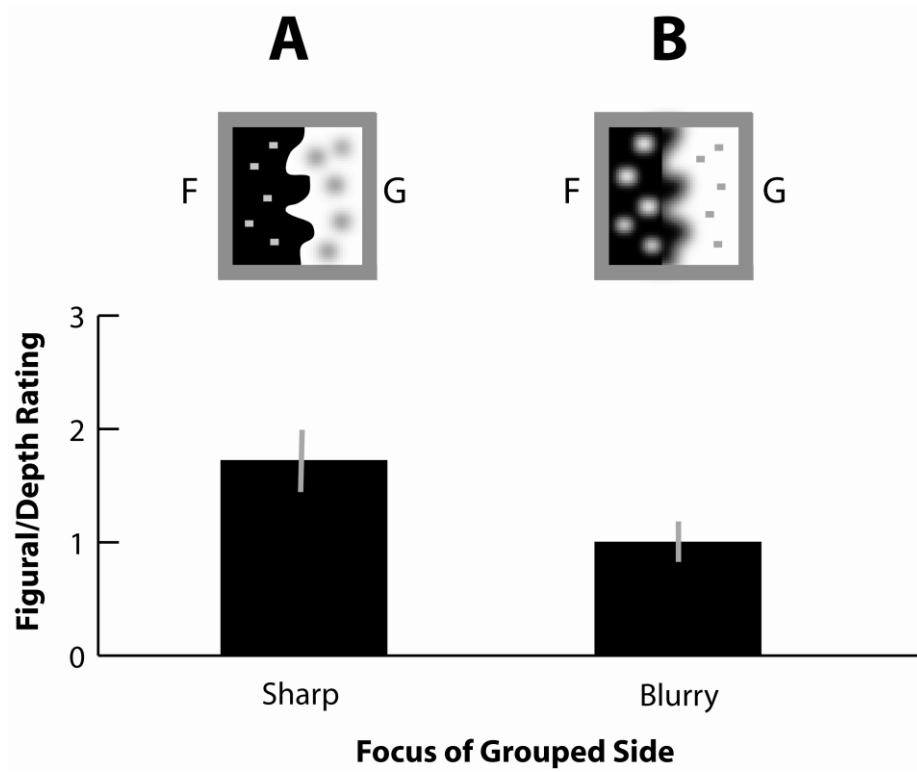 A B
F G F G
3
2
1
0
Figural/Depth Rating
Sharp Blurry
Focus of Grouped Side